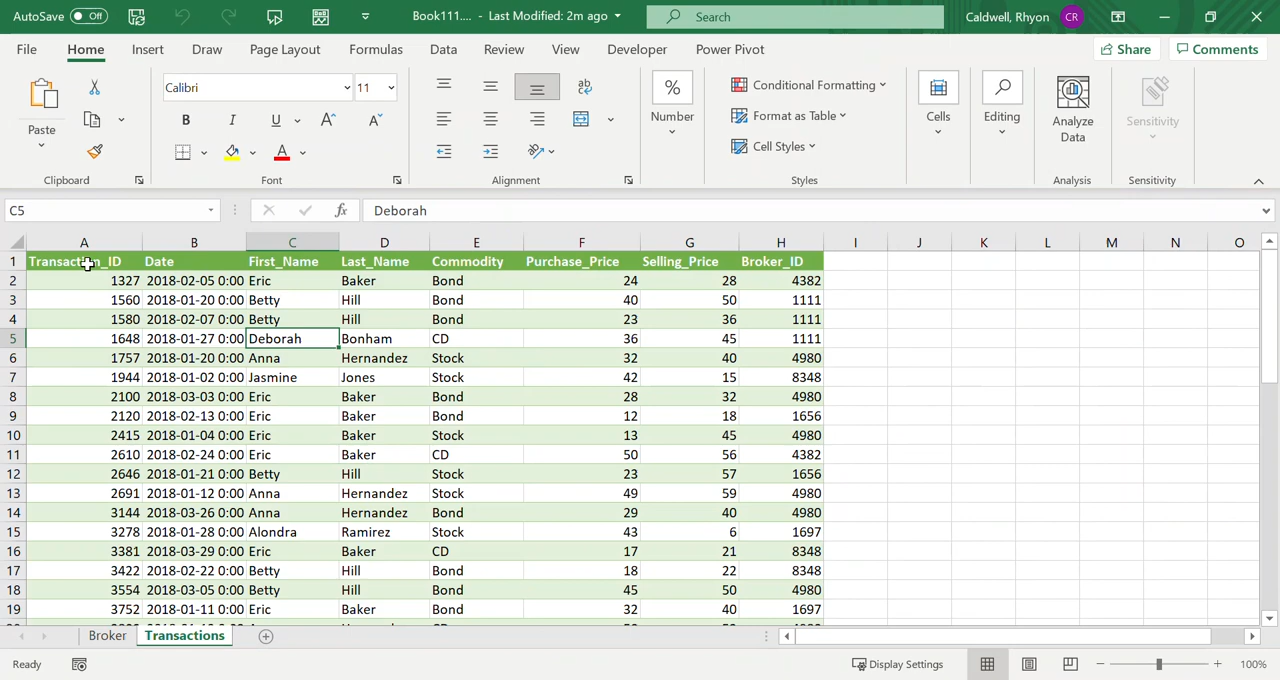 AutoSave Off Book111.... - Last Modified: 2m ago Search Caldwell, Rhyon CR
File Home Insert Draw Page Layout Formulas Data Review View Developer Power Pivot Share Comments
Paste Calibri 11 Number Conditional Formatting Format as Table Cell Styles Cells Editing Analyze Data Sensitivity
Clipboard Font Alignment Styles Analysis Sensitivity
C5 fx Deborah
A B C D E F G H I J K L M N O
1 Transaction_ID Date First_Name Last_Name Commodity Purchase_Price Selling_Price Broker_ID
2 1327 2018-02-05 0:00 Eric Baker Bond 24 28 4382
3 1560 2018-01-20 0:00 Betty Hill Bond 40 50 1111
4 1580 2018-02-07 0:00 Betty Hill Bond 23 36 1111
5 1648 2018-01-27 0:00 Deborah Bonham CD 36 45 1111
6 1757 2018-01-20 0:00 Anna Hernandez Stock 32 40 4980
7 1944 2018-01-02 0:00 Jasmine Jones Stock 42 15 8348
8 2100 2018-03-03 0:00 Eric Baker Bond 28 32 4980
9 2120 2018-02-13 0:00 Eric Baker Bond 12 18 1656
10 2415 2018-01-04 0:00 Eric Baker Bond 13 45 4980
11 2610 2018-02-24 0:00 Eric Baker CD 50 56 4382
12 2646 2018-01-21 0:00 Betty Hill Stock 23 57 1656
13 2691 2018-01-12 0:00 Anna Hernandez Stock 49 59 4980
14 3144 2018-03-26 0:00 Anna Hernandez Bond 29 40 4980
15 3278 2018-01-28 0:00 Alondra Ramirez Stock 43 6 1697
16 3381 2018-03-29 0:00 Eric Baker CD 17 21 8348
17 3422 2018-02-22 0:00 Betty Hill Bond 18 22 8348
18 3554 2018-03-05 0:00 Betty Hill Bond 45 50 4980
19 3752 2018-01-11 0:00 Eric Baker Bond 32 40 1697
Broker Transactions
Ready Display Settings 100%